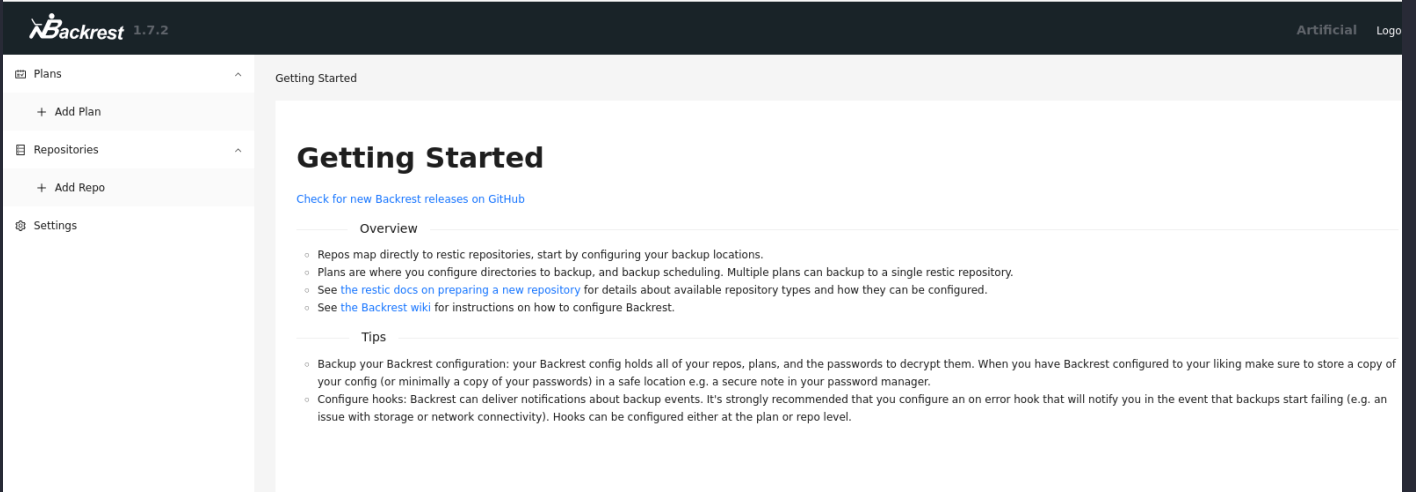 Backrest 1.7.2
Artificial
Logo
Plans
Add Plan
Repositories
Add Repo
Settings
Getting Started
Getting Started
Check for new Backrest releases on GitHub
Overview
Repos map directly to restic repositories, start by configuring your backup locations.
Plans are where you configure directories to backup, and backup scheduling. Multiple plans can backup to a single restic repository.
See the restic docs on preparing a new repository for details about available repository types and how they can be configured.
See the Backrest wiki for instructions on how to configure Backrest.
Tips
Backup your Backrest configuration: your Backrest config holds all of your repos, plans, and the passwords to decrypt them. When you have Backrest configured to your liking make sure to store a copy of
your config (or minimally a copy of your passwords) in a safe location e.g. a secure note in your password manager.
Configure hooks: Backrest can deliver notifications about backup events. It's strongly recommended that you configure an on error hook that will notify you in the event that backups start failing (e.g. an
issue with storage or network connectivity). Hooks can be configured either at the plan or repo level.